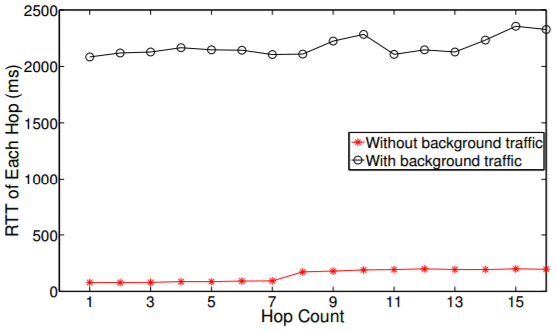 2500
2000
1500
1000
500
0
RTT of Each Hop (ms)
Without background traffic
With background traffic
1 3 5 7 9 11 13 15
Hop Count